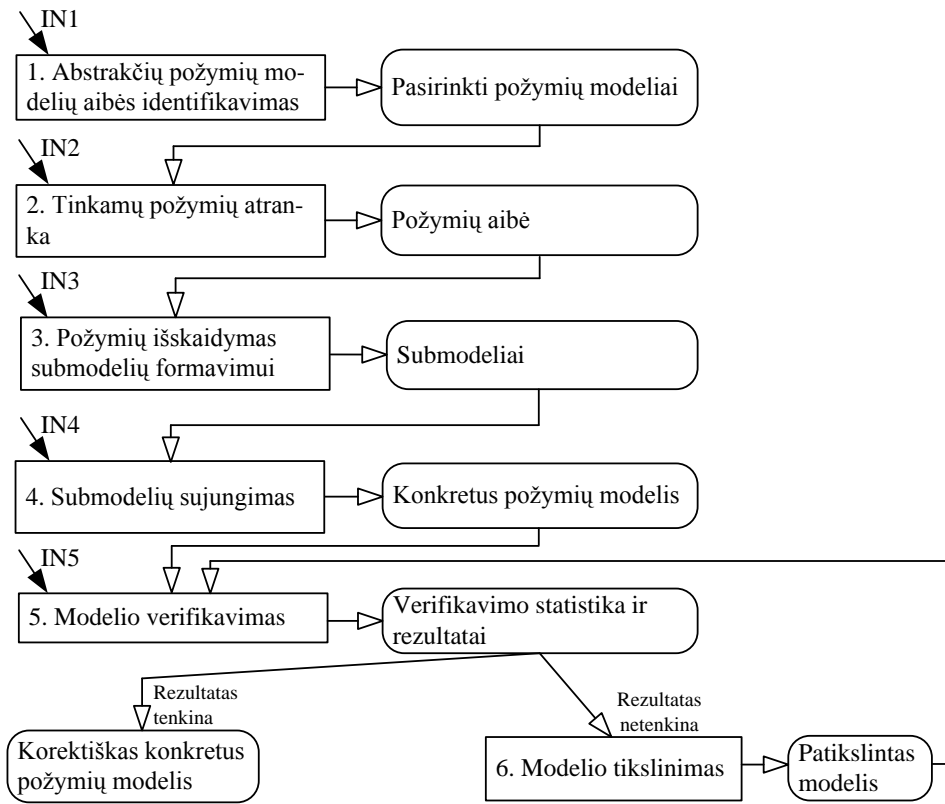 IN1
1. Abstrakčių požymių mo-
delių aibės identifikavimas
Pasirinkti požymių modeliai
IN2
2. Tinkamų požymių atran-
ka
Požymių aibė
IN3
3. Požymių išskaidymas
submodelių formavimui
Submodeliai
IN4
4. Submodelių sujungimas
Konkretus požymių modelis
IN5
5. Modelio verifikavimas
Verifikavimo statistika ir
rezultatai
Rezultatas
tenkina
Rezultatas
netenkina
Korektiškas konkretus
požymių modelis
6. Modelio tikslinimas
Patikslintas
modelis